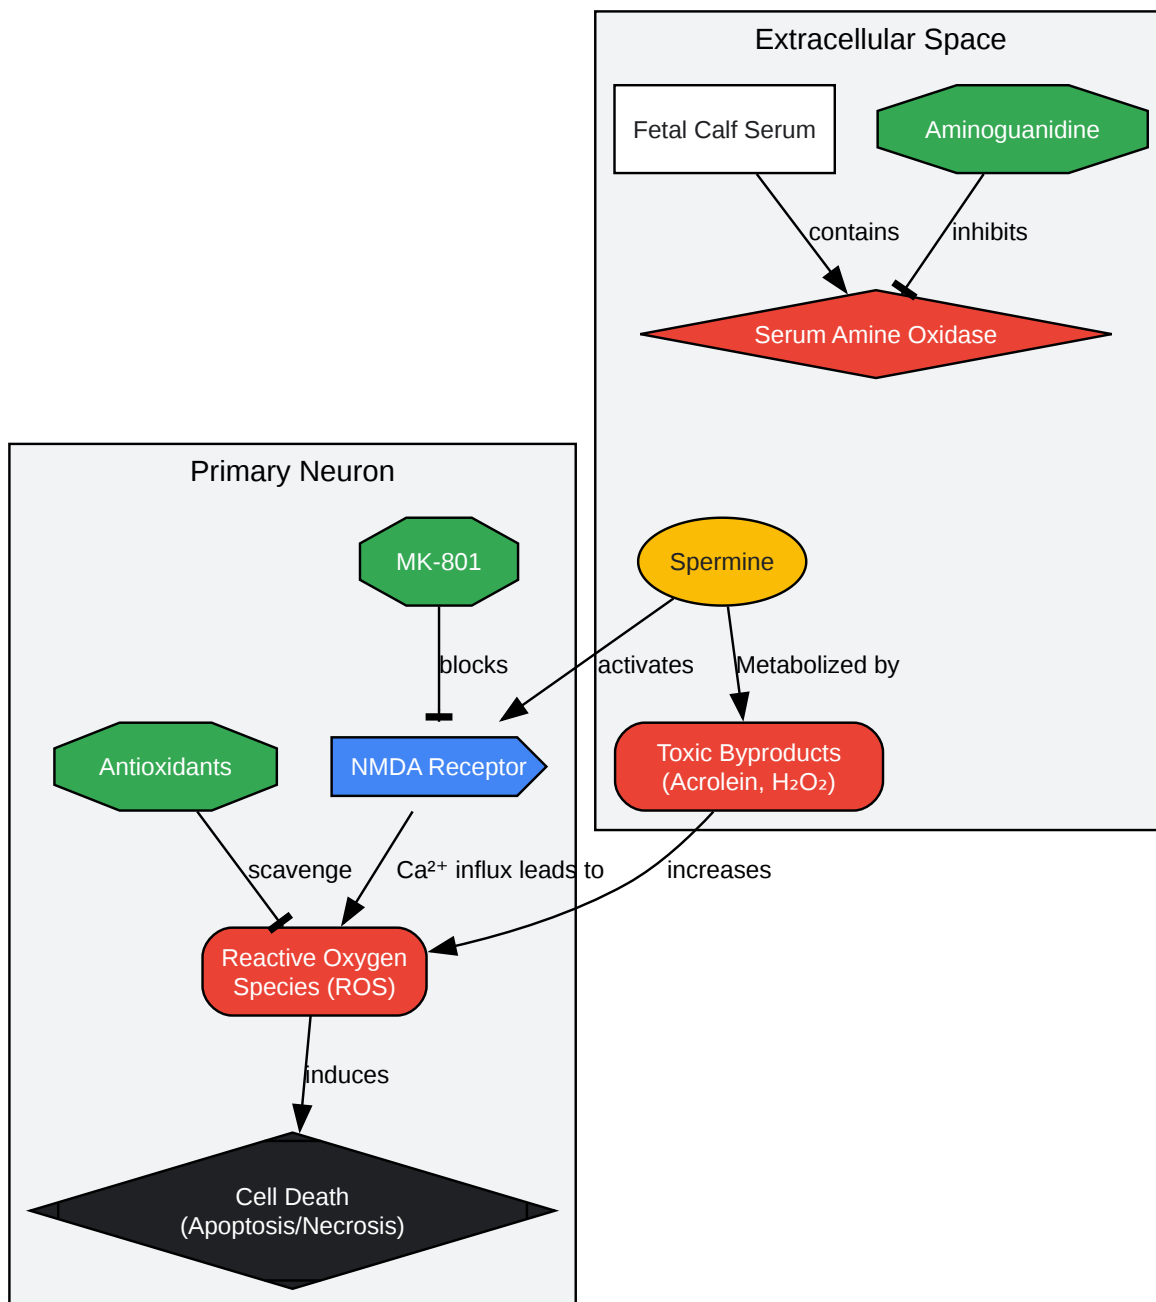 Extracellular Space
Fetal Calf Serum
Aminoguanidine
contains
inhibits
Serum Amine Oxidase
Primary Neuron
MK-801
Spermine
blocks
activates
Metabolized by
Antioxidants
NMDA Receptor
Toxic Byproducts
(Acrolein, H₂O₂)
scavenge
Ca²⁺ influx leads to
increases
Reactive Oxygen
Species (ROS)
induces
Cell Death
(Apoptosis/Necrosis)